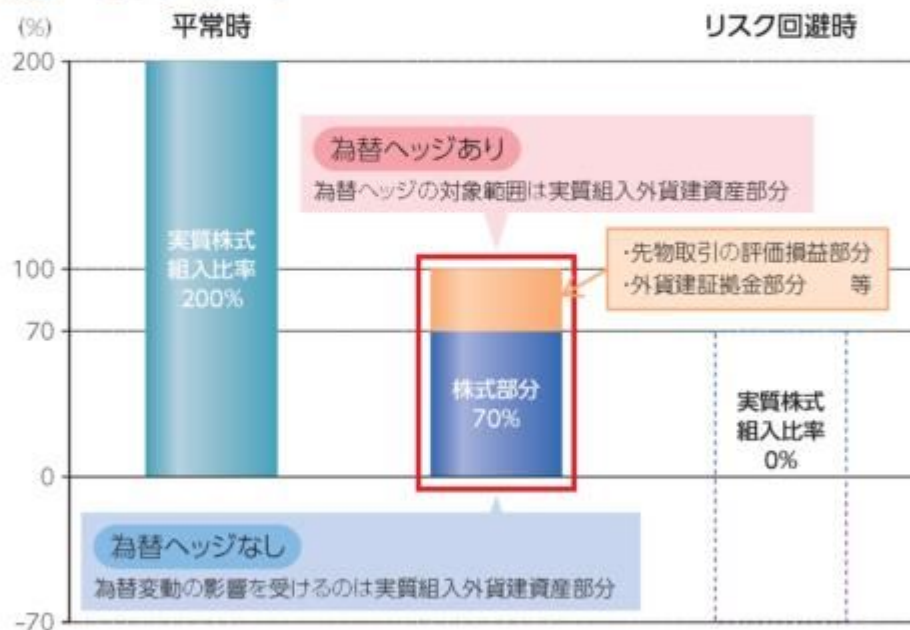 (%)
平常時
リスク回避時
200
為替ヘッジあり
為替ヘッジの対象範囲は実質組入外貨建資産部分
実質株式
組入比率
200%
・先物取引の評価損益部分
・外貨建証拠金部分 等
100
70
株式部分
70%
実質株式
組入比率
0%
0
為替ヘッジなし
為替変動の影響を受けるのは実質組入外貨建資産部分
-70